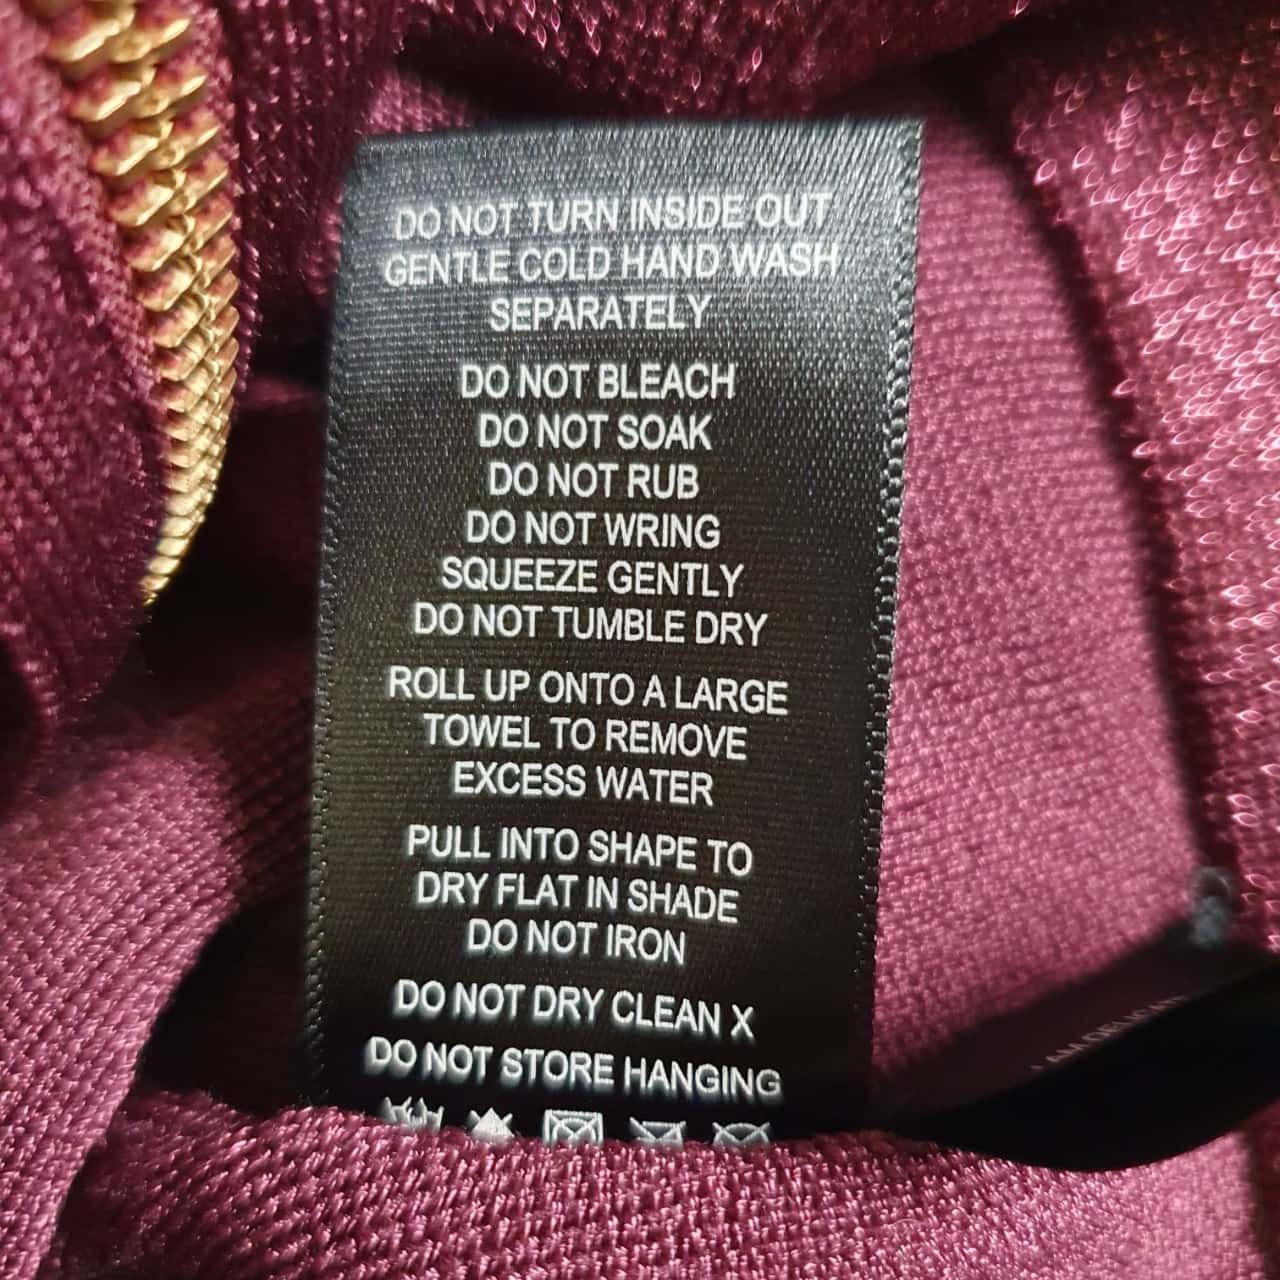 DO NOT TURN INSIDE OUT
GENTLE COLD HAND WASH
SEPARATELY
DO NOT BLEACH
DO NOT SOAK
DO NOT RUB
DO NOT WRING
SQUEEZE GENTLY
DO NOT TUMBLE DRY
ROLL UP ONTO A LARGE
TOWEL TO REMOVE
EXCESS WATER
PULL INTO SHAPE TO
DRY FLAT IN SHADE
DO NOT IRON
DO NOT DRY CLEAN X
DO NOT STORE HANGING